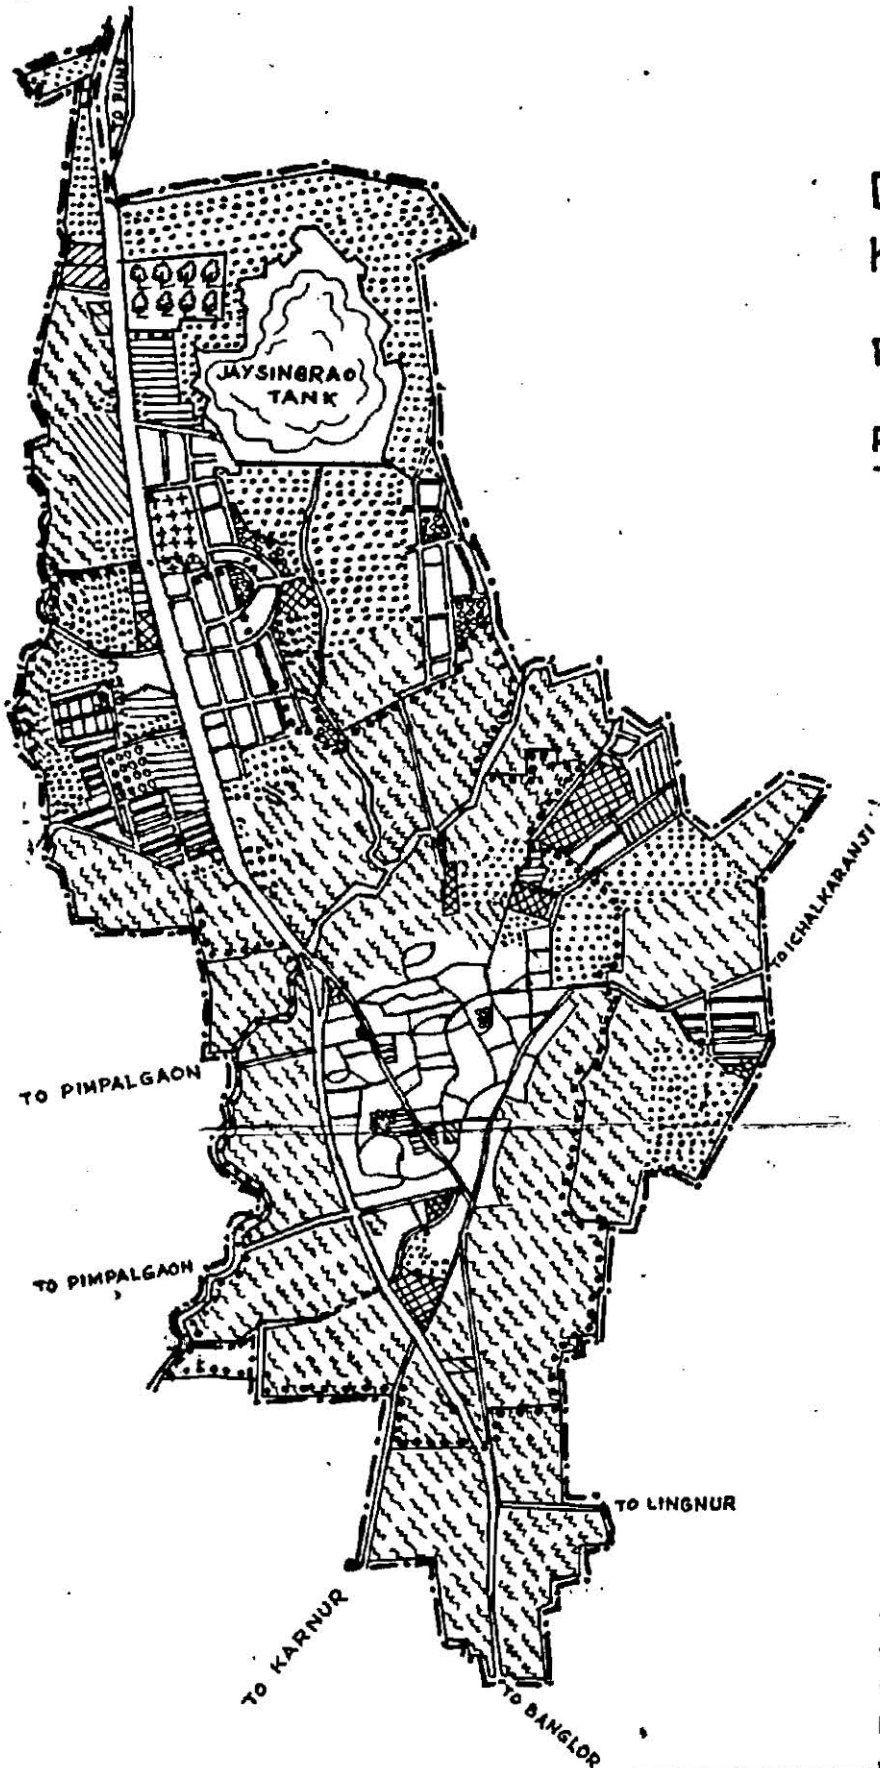 TO PUNE
JAYSINGRAO
TANK
TO ICHALKARANJI
TO PIMPALGAON
TO PIMPALGAON
TO LINGNUR
TO KARNUR
TO BANGLOR